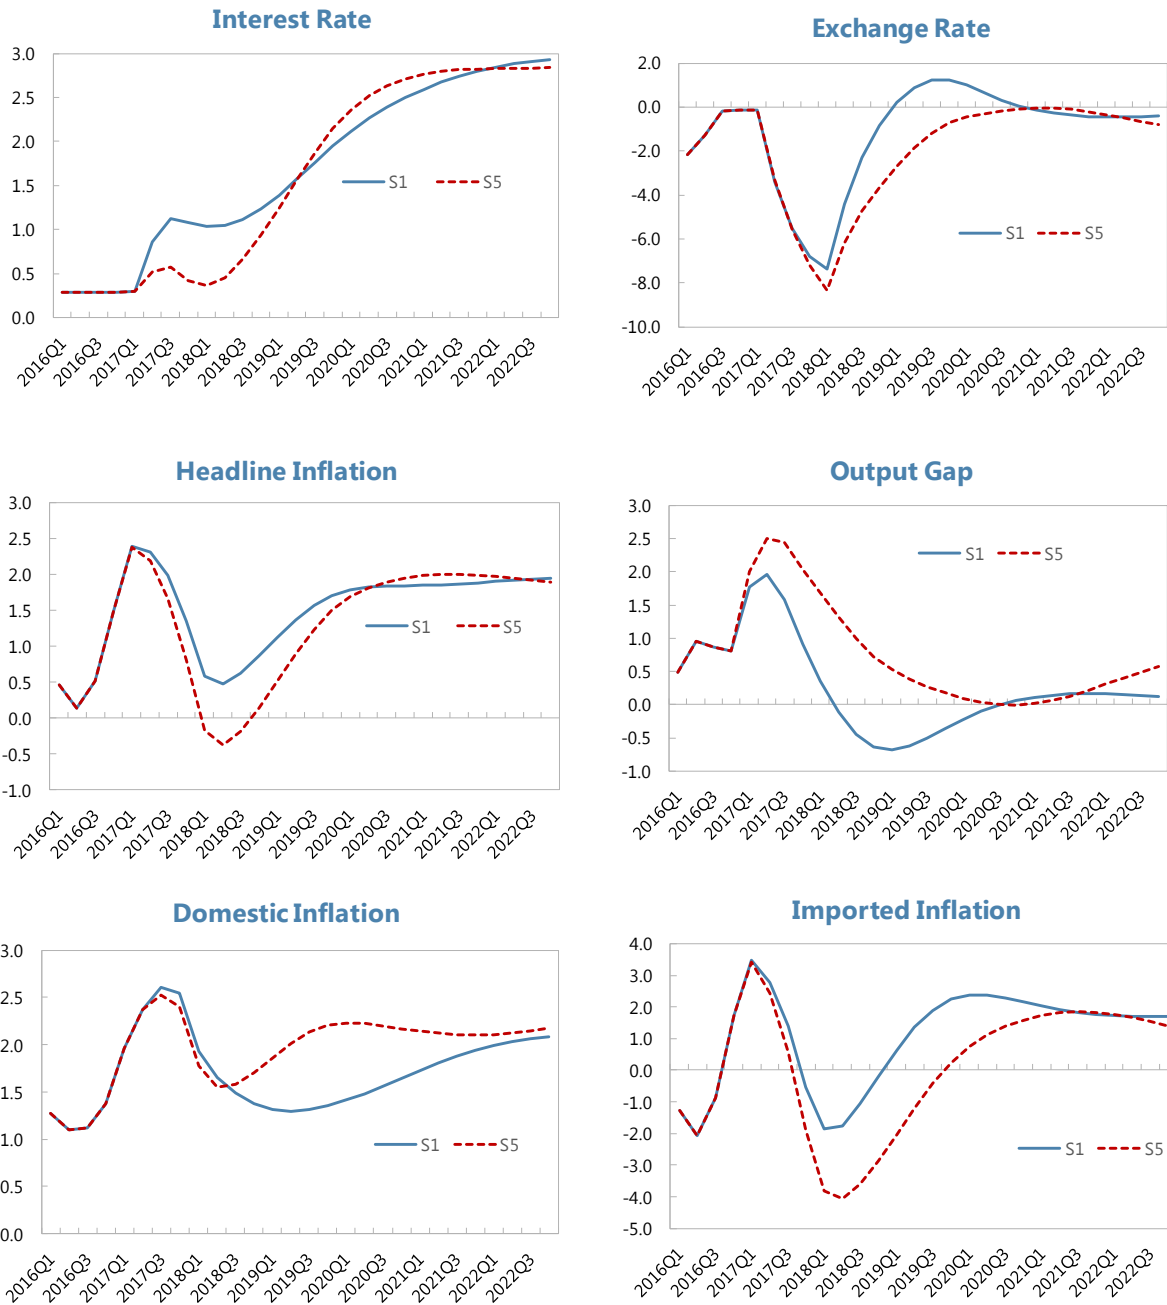 Interest Rate
3.0
2.5
2.0
1.5
1.0
0.5
0.0
S1 S5
2016Q1 2016Q3 2017Q1 2017Q3 2018Q1 2018Q3 2019Q1 2019Q3 2020Q1 2020Q3 2021Q1 2021Q3 2022Q1 2022Q3
Exchange Rate
2.0
0.0
-2.0
-4.0
-6.0
-8.0
-10.0
S1 S5
2016Q1 2016Q3 2017Q1 2017Q3 2018Q1 2018Q3 2019Q1 2019Q3 2020Q1 2020Q3 2021Q1 2021Q3 2022Q1 2022Q3
Headline Inflation
3.0
2.5
2.0
1.5
1.0
0.5
0.0
-0.5
-1.0
S1 S5
2016Q1 2016Q3 2017Q1 2017Q3 2018Q1 2018Q3 2019Q1 2019Q3 2020Q1 2020Q3 2021Q1 2021Q3 2022Q1 2022Q3
Output Gap
3.0
2.5
2.0
1.5
1.0
0.5
0.0
-0.5
-1.0
S1 S5
2016Q1 2016Q3 2017Q1 2017Q3 2018Q1 2018Q3 2019Q1 2019Q3 2020Q1 2020Q3 2021Q1 2021Q3 2022Q1 2022Q3
Domestic Inflation
3.0
2.5
2.0
1.5
1.0
0.5
0.0
S1 S5
2016Q1 2016Q3 2017Q1 2017Q3 2018Q1 2018Q3 2019Q1 2019Q3 2020Q1 2020Q3 2021Q1 2021Q3 2022Q1 2022Q3
Imported Inflation
4.0
3.0
2.0
1.0
0.0
-1.0
-2.0
-3.0
-4.0
-5.0
S1 S5
2016Q1 2016Q3 2017Q1 2017Q3 2018Q1 2018Q3 2019Q1 2019Q3 2020Q1 2020Q3 2021Q1 2021Q3 2022Q1 2022Q3